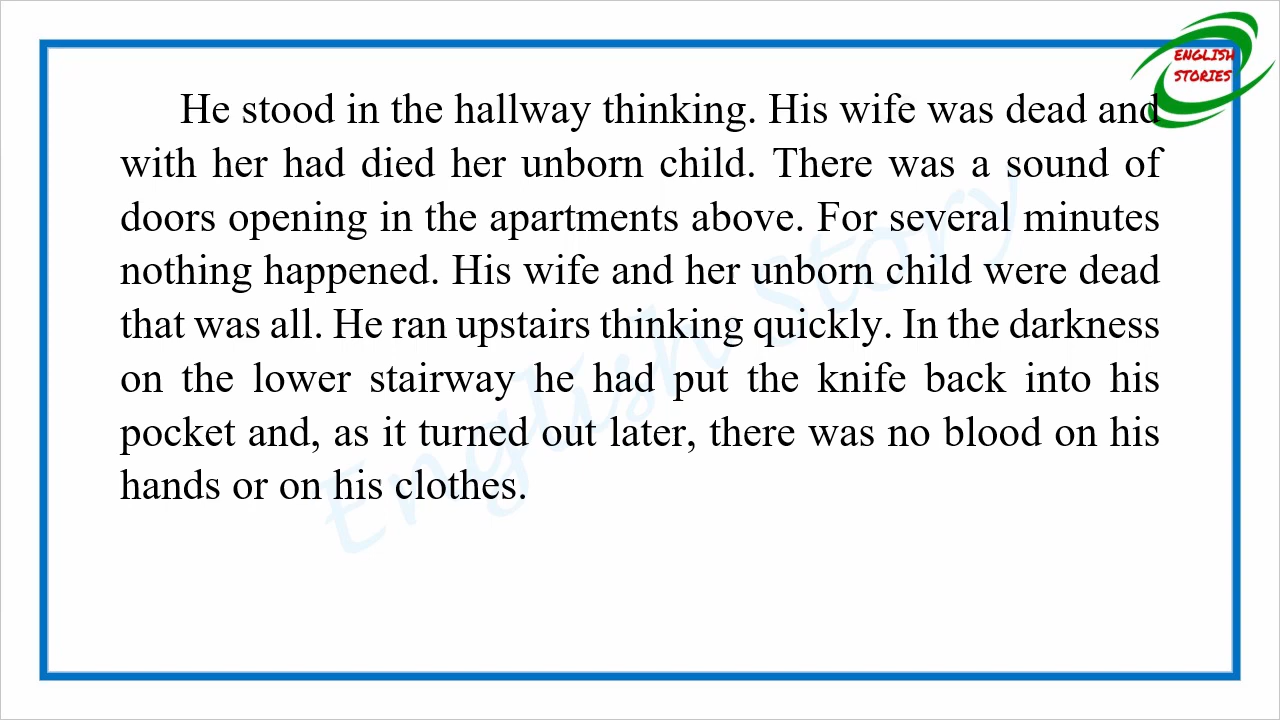 ENGLISH
STORIES
He stood in the hallway thinking. His wife was dead and
with her had died her unborn child. There was a sound of
doors opening in the apartments above. For several minutes
nothing happened. His wife and her unborn child were dead
that was all. He ran upstairs thinking quickly. In the darkness
on the lower stairway he had put the knife back into his
pocket and, as it turned out later, there was no blood on his
hands or on his clothes.
English Story